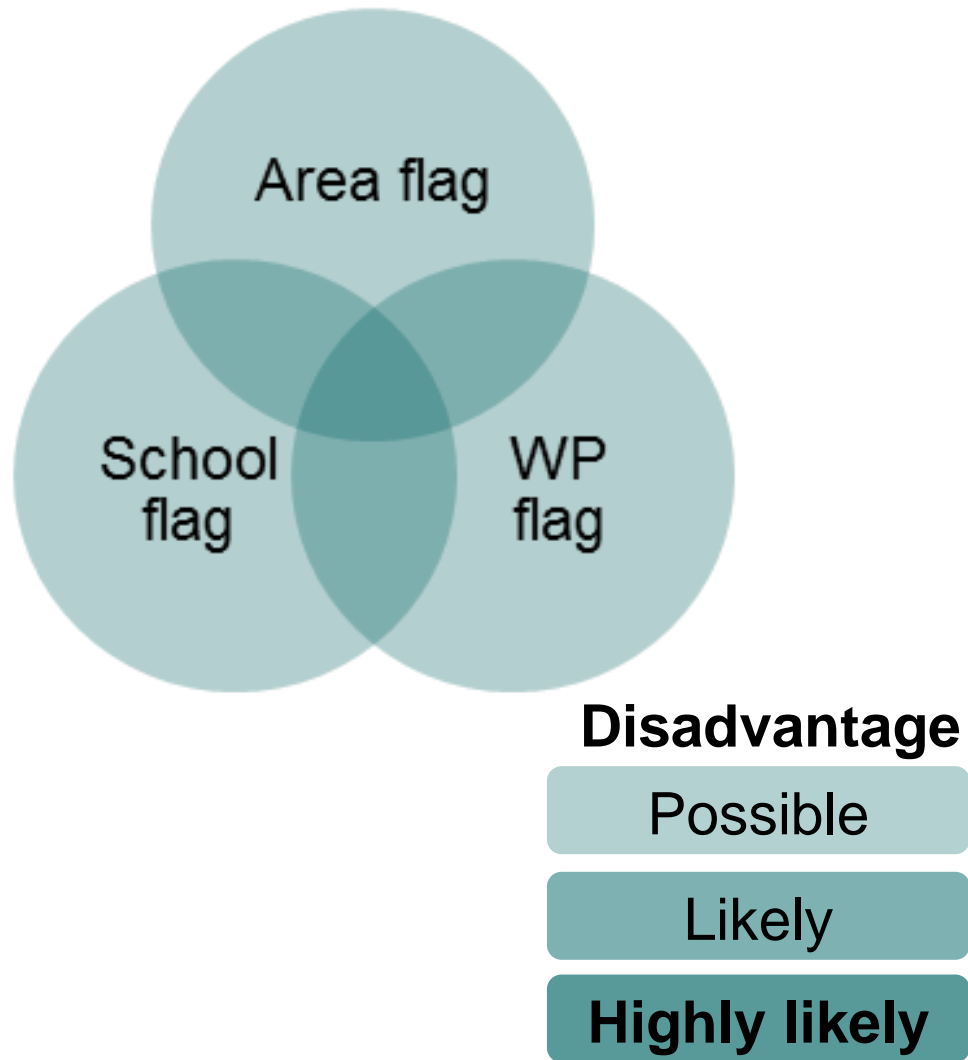 Area flag
School
flag
WP
flag
Disadvantage
Possible
Likely
Highly likely